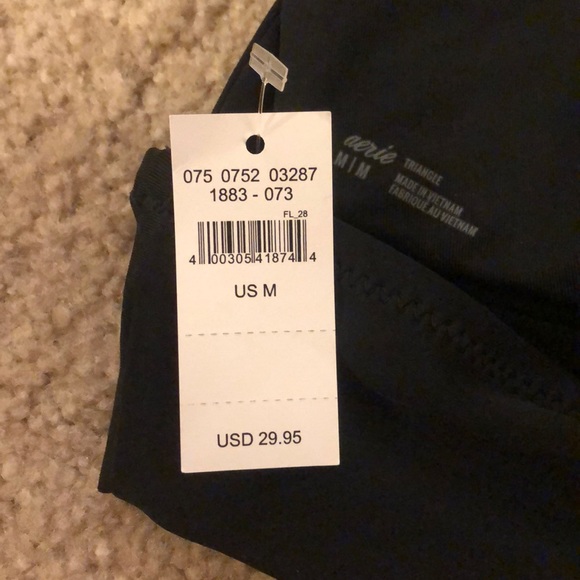 075 0752 03287
1883 - 073
FL_28
4 00305 41874 4
US M
USD 29.95
aerie
M|M
TRIANGLE
MADE IN VIETNAM
FABRIQUÉ AU VIETNAM